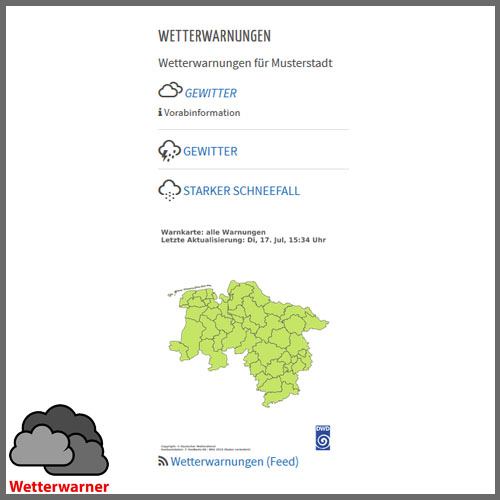 WETTERWARNUNGEN
Wetterwarnungen für Musterstadt
GEWITTER
i Vorabinformation
GEWITTER
STARKER SCHNEEFALL
Warnkarte: alle Warnungen
Letzte Aktualisierung: Di, 17. Jul, 15:34 Uhr
DWD
Wetterwarnungen (Feed)
Wetterwarner